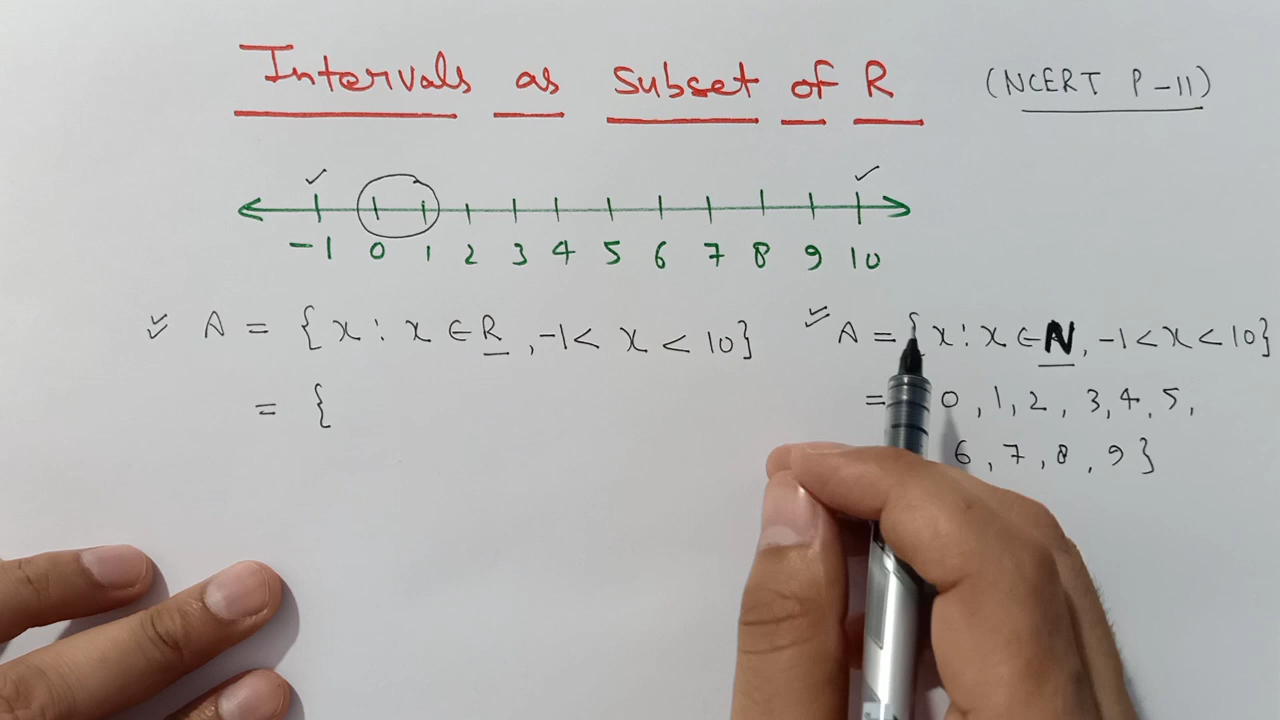 Intervals as Subset of R (NCERT P-11)
-1 0 1 2 3 4 5 6 7 8 9 10
A = {x : x ∈ R, -1 < x < 10}
= {
A = {x : x ∈ N, -1 < x < 10}
= 0, 1, 2, 3, 4, 5,
6, 7, 8, 9}